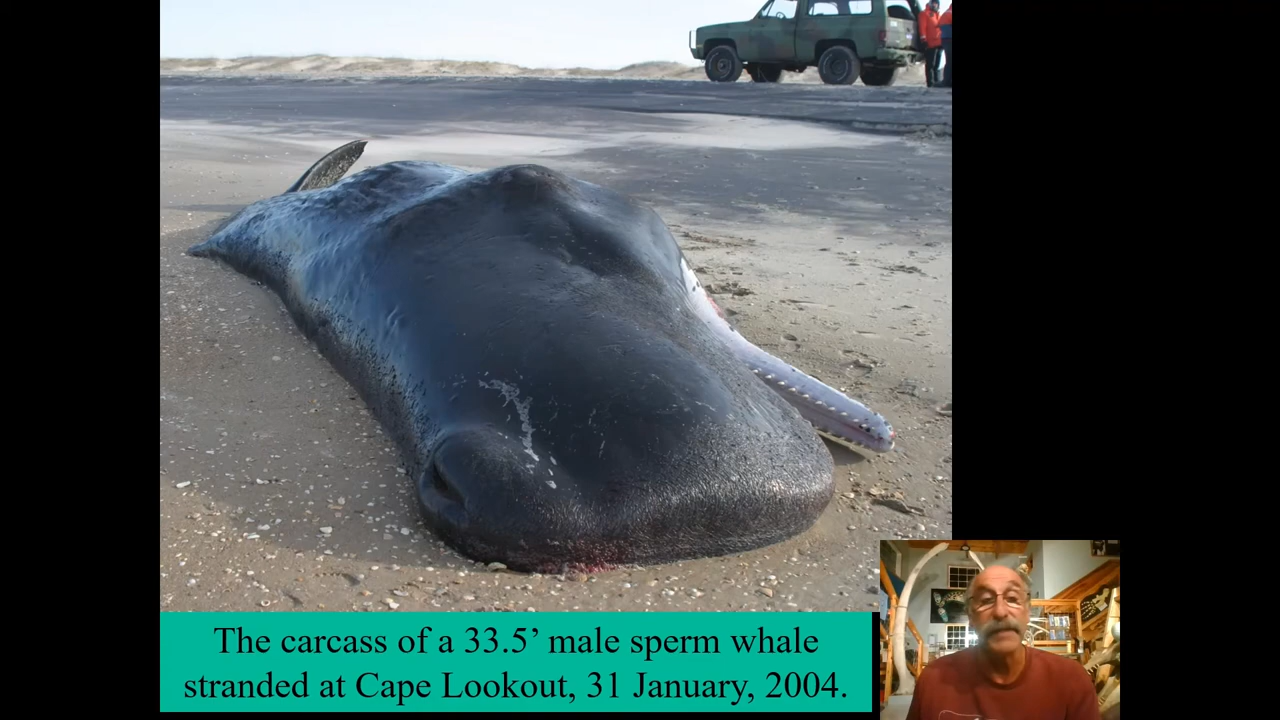 The carcass of a 33.5’ male sperm whale
stranded at Cape Lookout, 31 January, 2004.